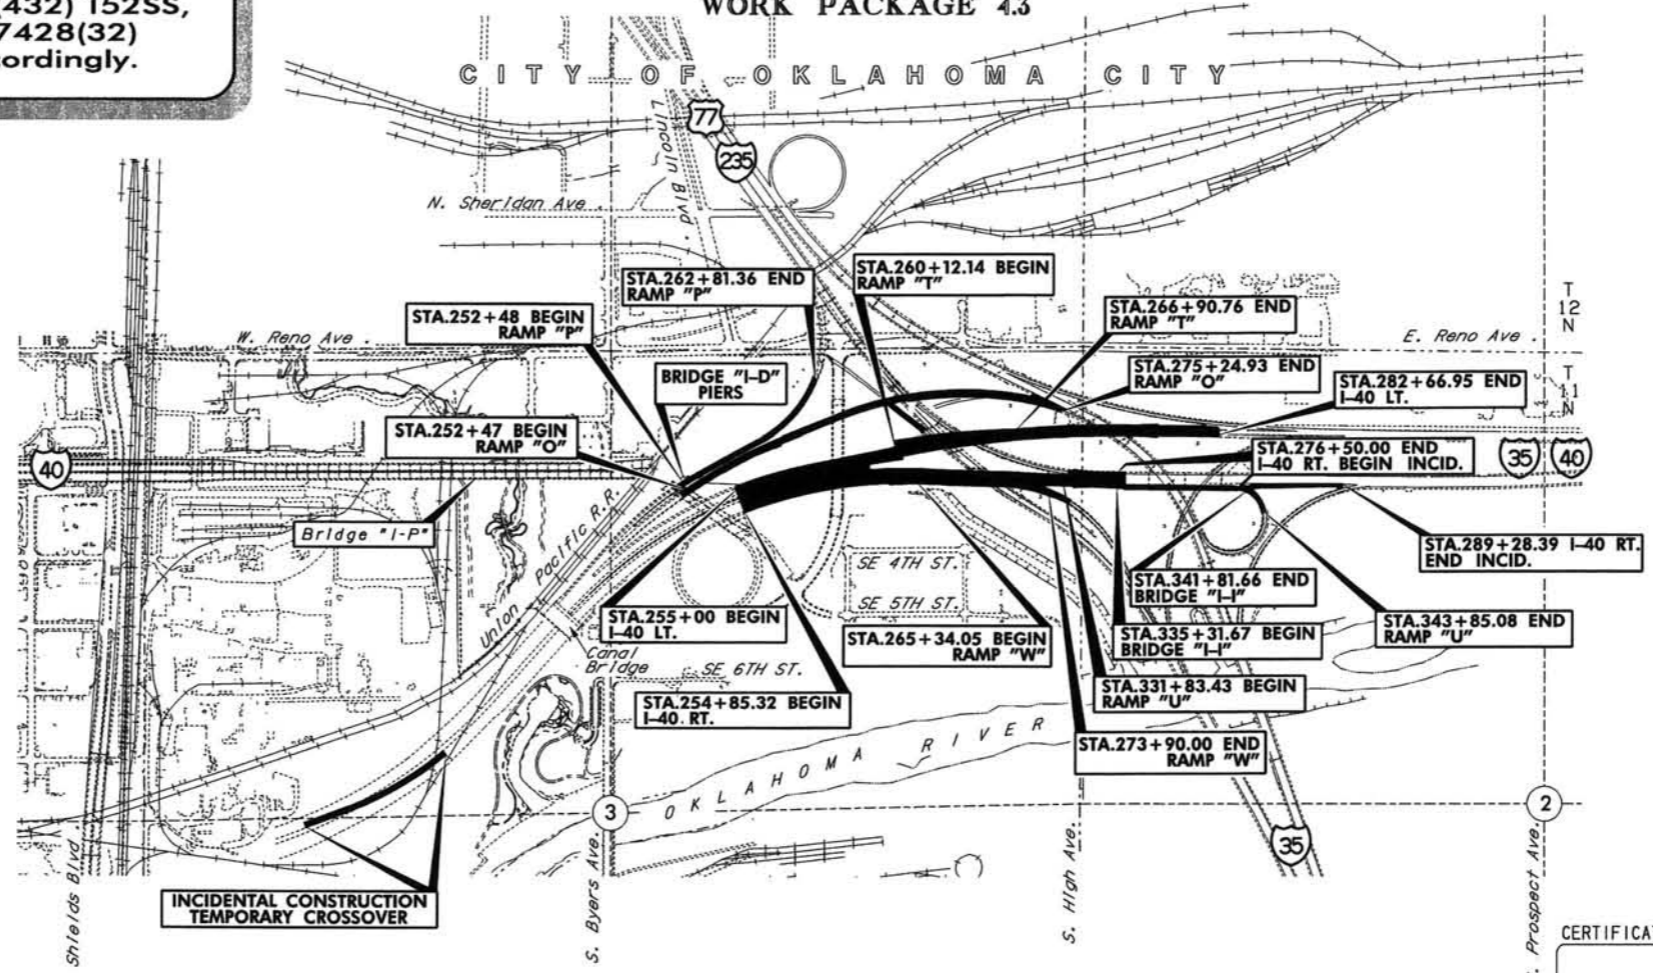 (432) 152SS,
7428(32)
cordingly.
WORK PACKAGE 4.3
CITY OF OKLAHOMA CITY
77
235
Lincoln Blvd.
N. Sheridan Ave.
STA.262+81.36 END
RAMP "P"
STA.260+12.14 BEGIN
RAMP "T"
STA.252+48 BEGIN
RAMP "P"
STA.266+90.76 END
RAMP "T"
T
12
N
W. Reno Ave.
E. Reno Ave.
BRIDGE "I-D"
PIERS
STA.275+24.93 END
RAMP "O"
STA.282+66.95 END
I-40 LT.
T
11
N
STA.252+47 BEGIN
RAMP "O"
40
STA.276+50.00 END
I-40 RT. BEGIN INCID.
35
40
Bridge "I-P"
Union Pacific R.R.
SE 4TH ST.
STA.289+28.39 I-40 RT.
END INCID.
STA.341+81.66 END
BRIDGE "I-I"
SE 5TH ST.
STA.255+00 BEGIN
I-40 LT.
STA.265+34.05 BEGIN
RAMP "W"
STA.335+31.67 BEGIN
BRIDGE "I-I"
STA.343+85.08 END
RAMP "U"
Canal
Bridge
SE 6TH ST.
STA.254+85.32 BEGIN
I-40 RT.
STA.331+83.43 BEGIN
RAMP "U"
STA.273+90.00 END
RAMP "W"
OKLAHOMA RIVER
3
2
35
INCIDENTAL CONSTRUCTION
TEMPORARY CROSSOVER
Shields Blvd.
S. Byers Ave.
S. High Ave.
. Prospect Ave.
CERTIFICA